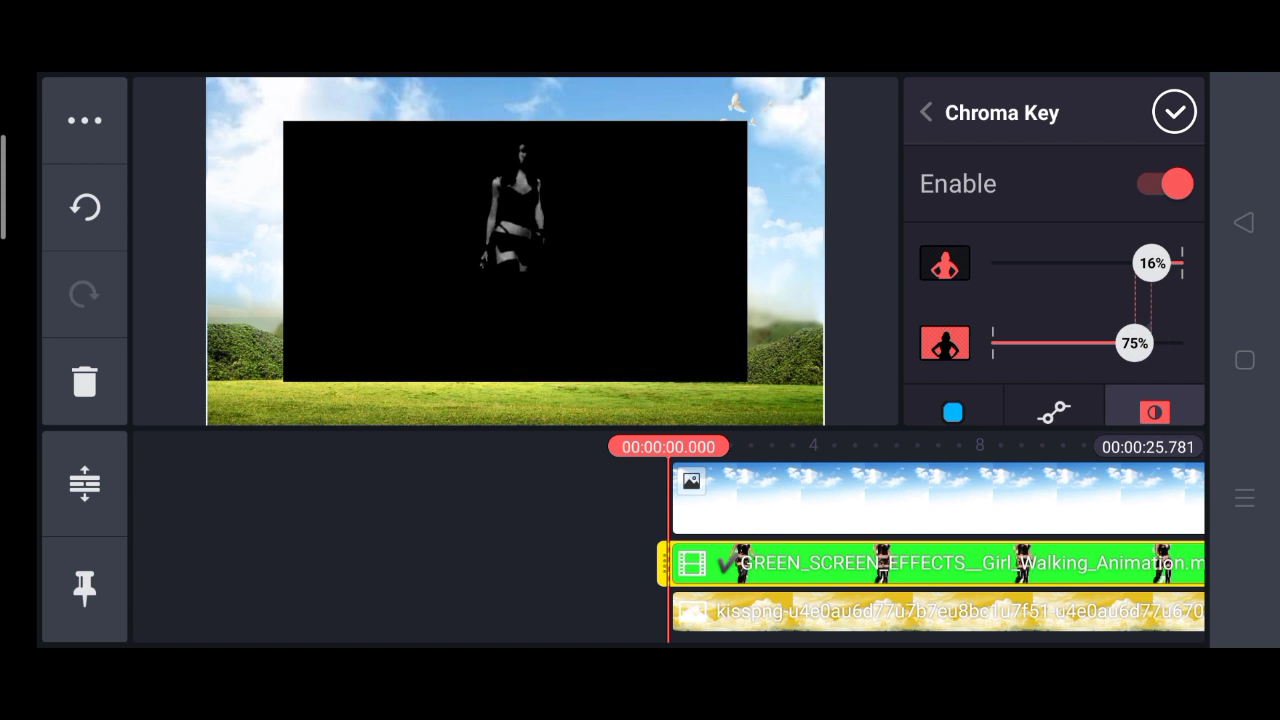 Chroma Key
Enable
16%
75%
00:00:00.000
4
8
00:00:25.781
GREEN_SCREEN_EFFECTS__Girl_Walking_Animation.m
kisspng-u4e0au6d77u7b7eu8bc1u7f51-u4e0au6d77u670